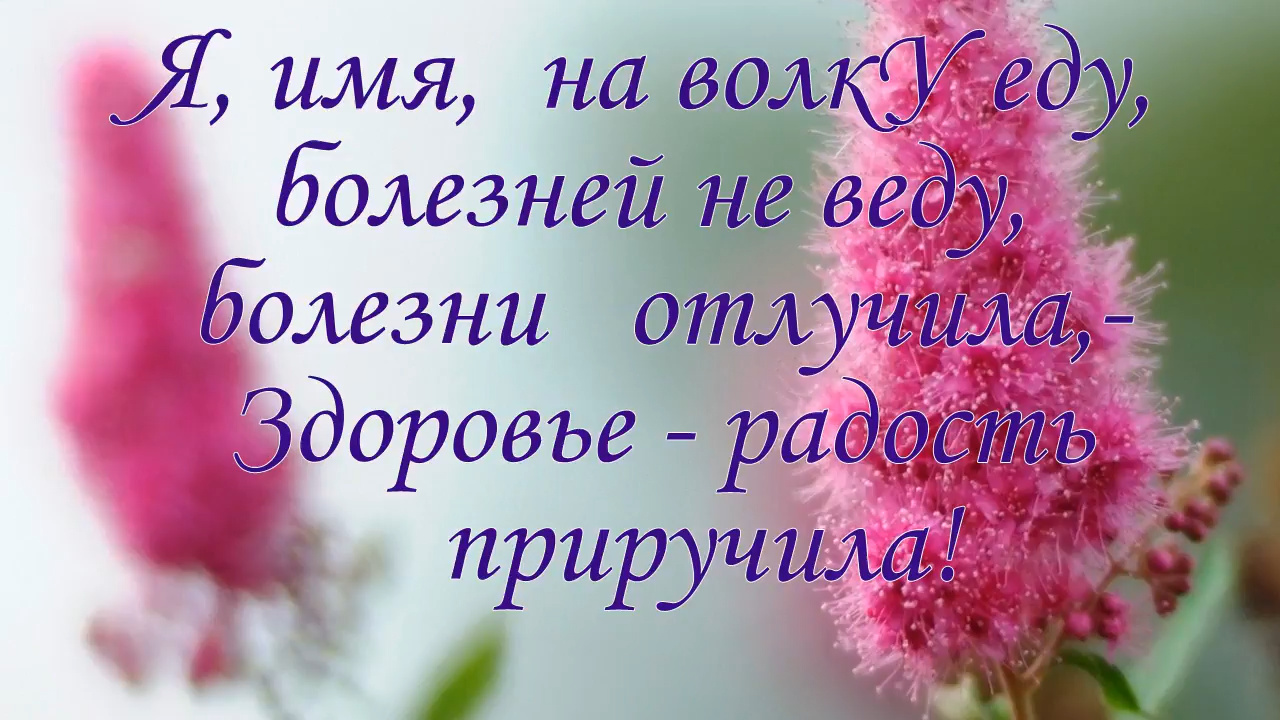 Я, имя, на волкУ еду,
болезней не веду,
болезни отлучила,-
Здоровье - радость
приручила!